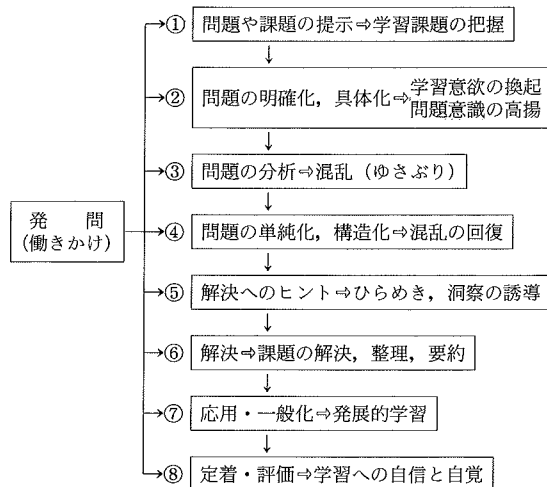 ① 問題や課題の提示⇨学習課題の把握
② 問題の明確化，具体化⇨学習意欲の換起
問題意識の高揚
③ 問題の分析⇨混乱（ゆさぶり）
発　問
（働きかけ）
④ 問題の単純化，構造化⇨混乱の回復
⑤ 解決へのヒント⇨ひらめき，洞察の誘導
⑥ 解決⇨課題の解決，整理，要約
⑦ 応用・一般化⇨発展的学習
⑧ 定着・評価⇨学習への自信と自覚